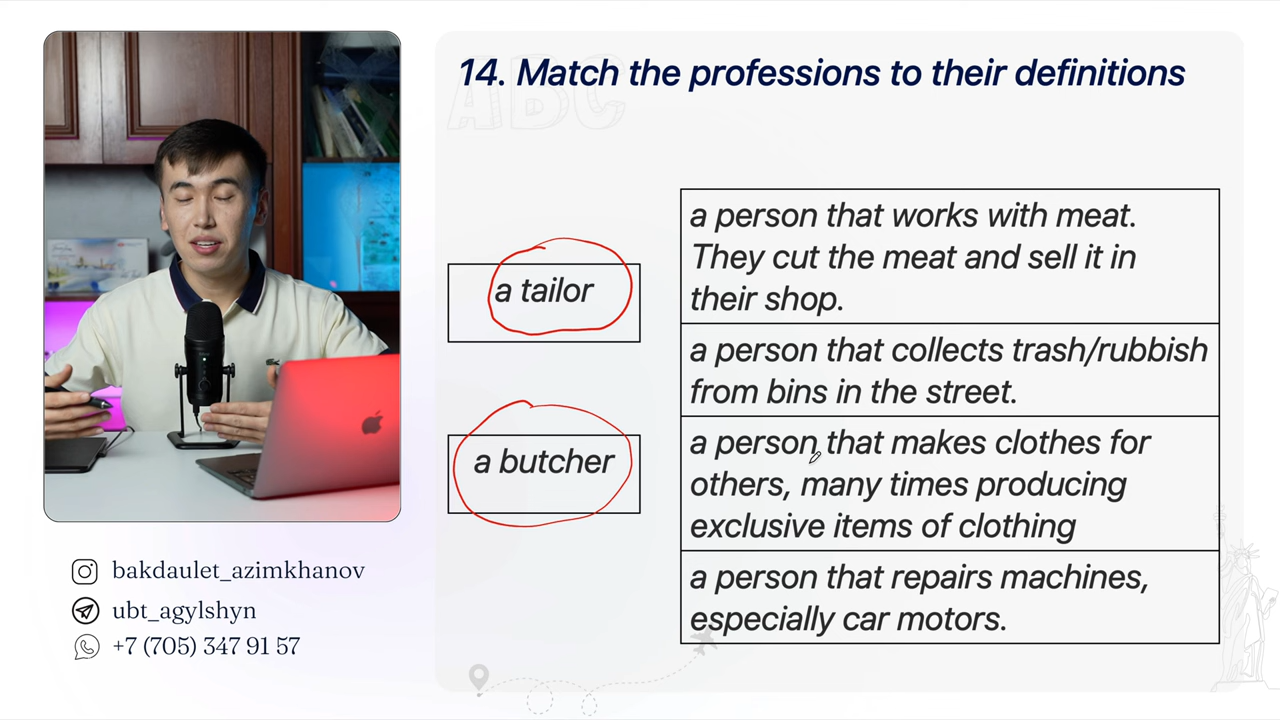 14. Match the professions to their definitions
ABC
a tailor
a butcher
a person that works with meat.
They cut the meat and sell it in
their shop.
a person that collects trash/rubbish
from bins in the street.
a person that makes clothes for
others, many times producing
exclusive items of clothing
a person that repairs machines,
especially car motors.
bakdaulet_azimkhanov
ubt_agylshyn
+7 (705) 347 91 57